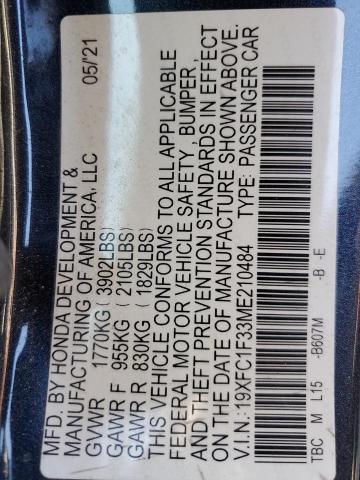 MFD. BY HONDA DEVELOPMENT &
MANUFACTURING OF AMERICA, LLC 05/'21
GVWR 1770KG ( 3902LBS)
GAWR F 955KG ( 2105LBS)
GAWR R 830KG ( 1829LBS)
THIS VEHICLE CONFORMS TO ALL APPLICABLE
FEDERAL MOTOR VEHICLE SAFETY, BUMPER,
AND THEFT PREVENTION STANDARDS IN EFFECT
ON THE DATE OF MANUFACTURE SHOWN ABOVE.
V.I.N: 19XFC1F33ME210484 TYPE: PASSENGER CAR
TBC M L15 -B607M -B -E